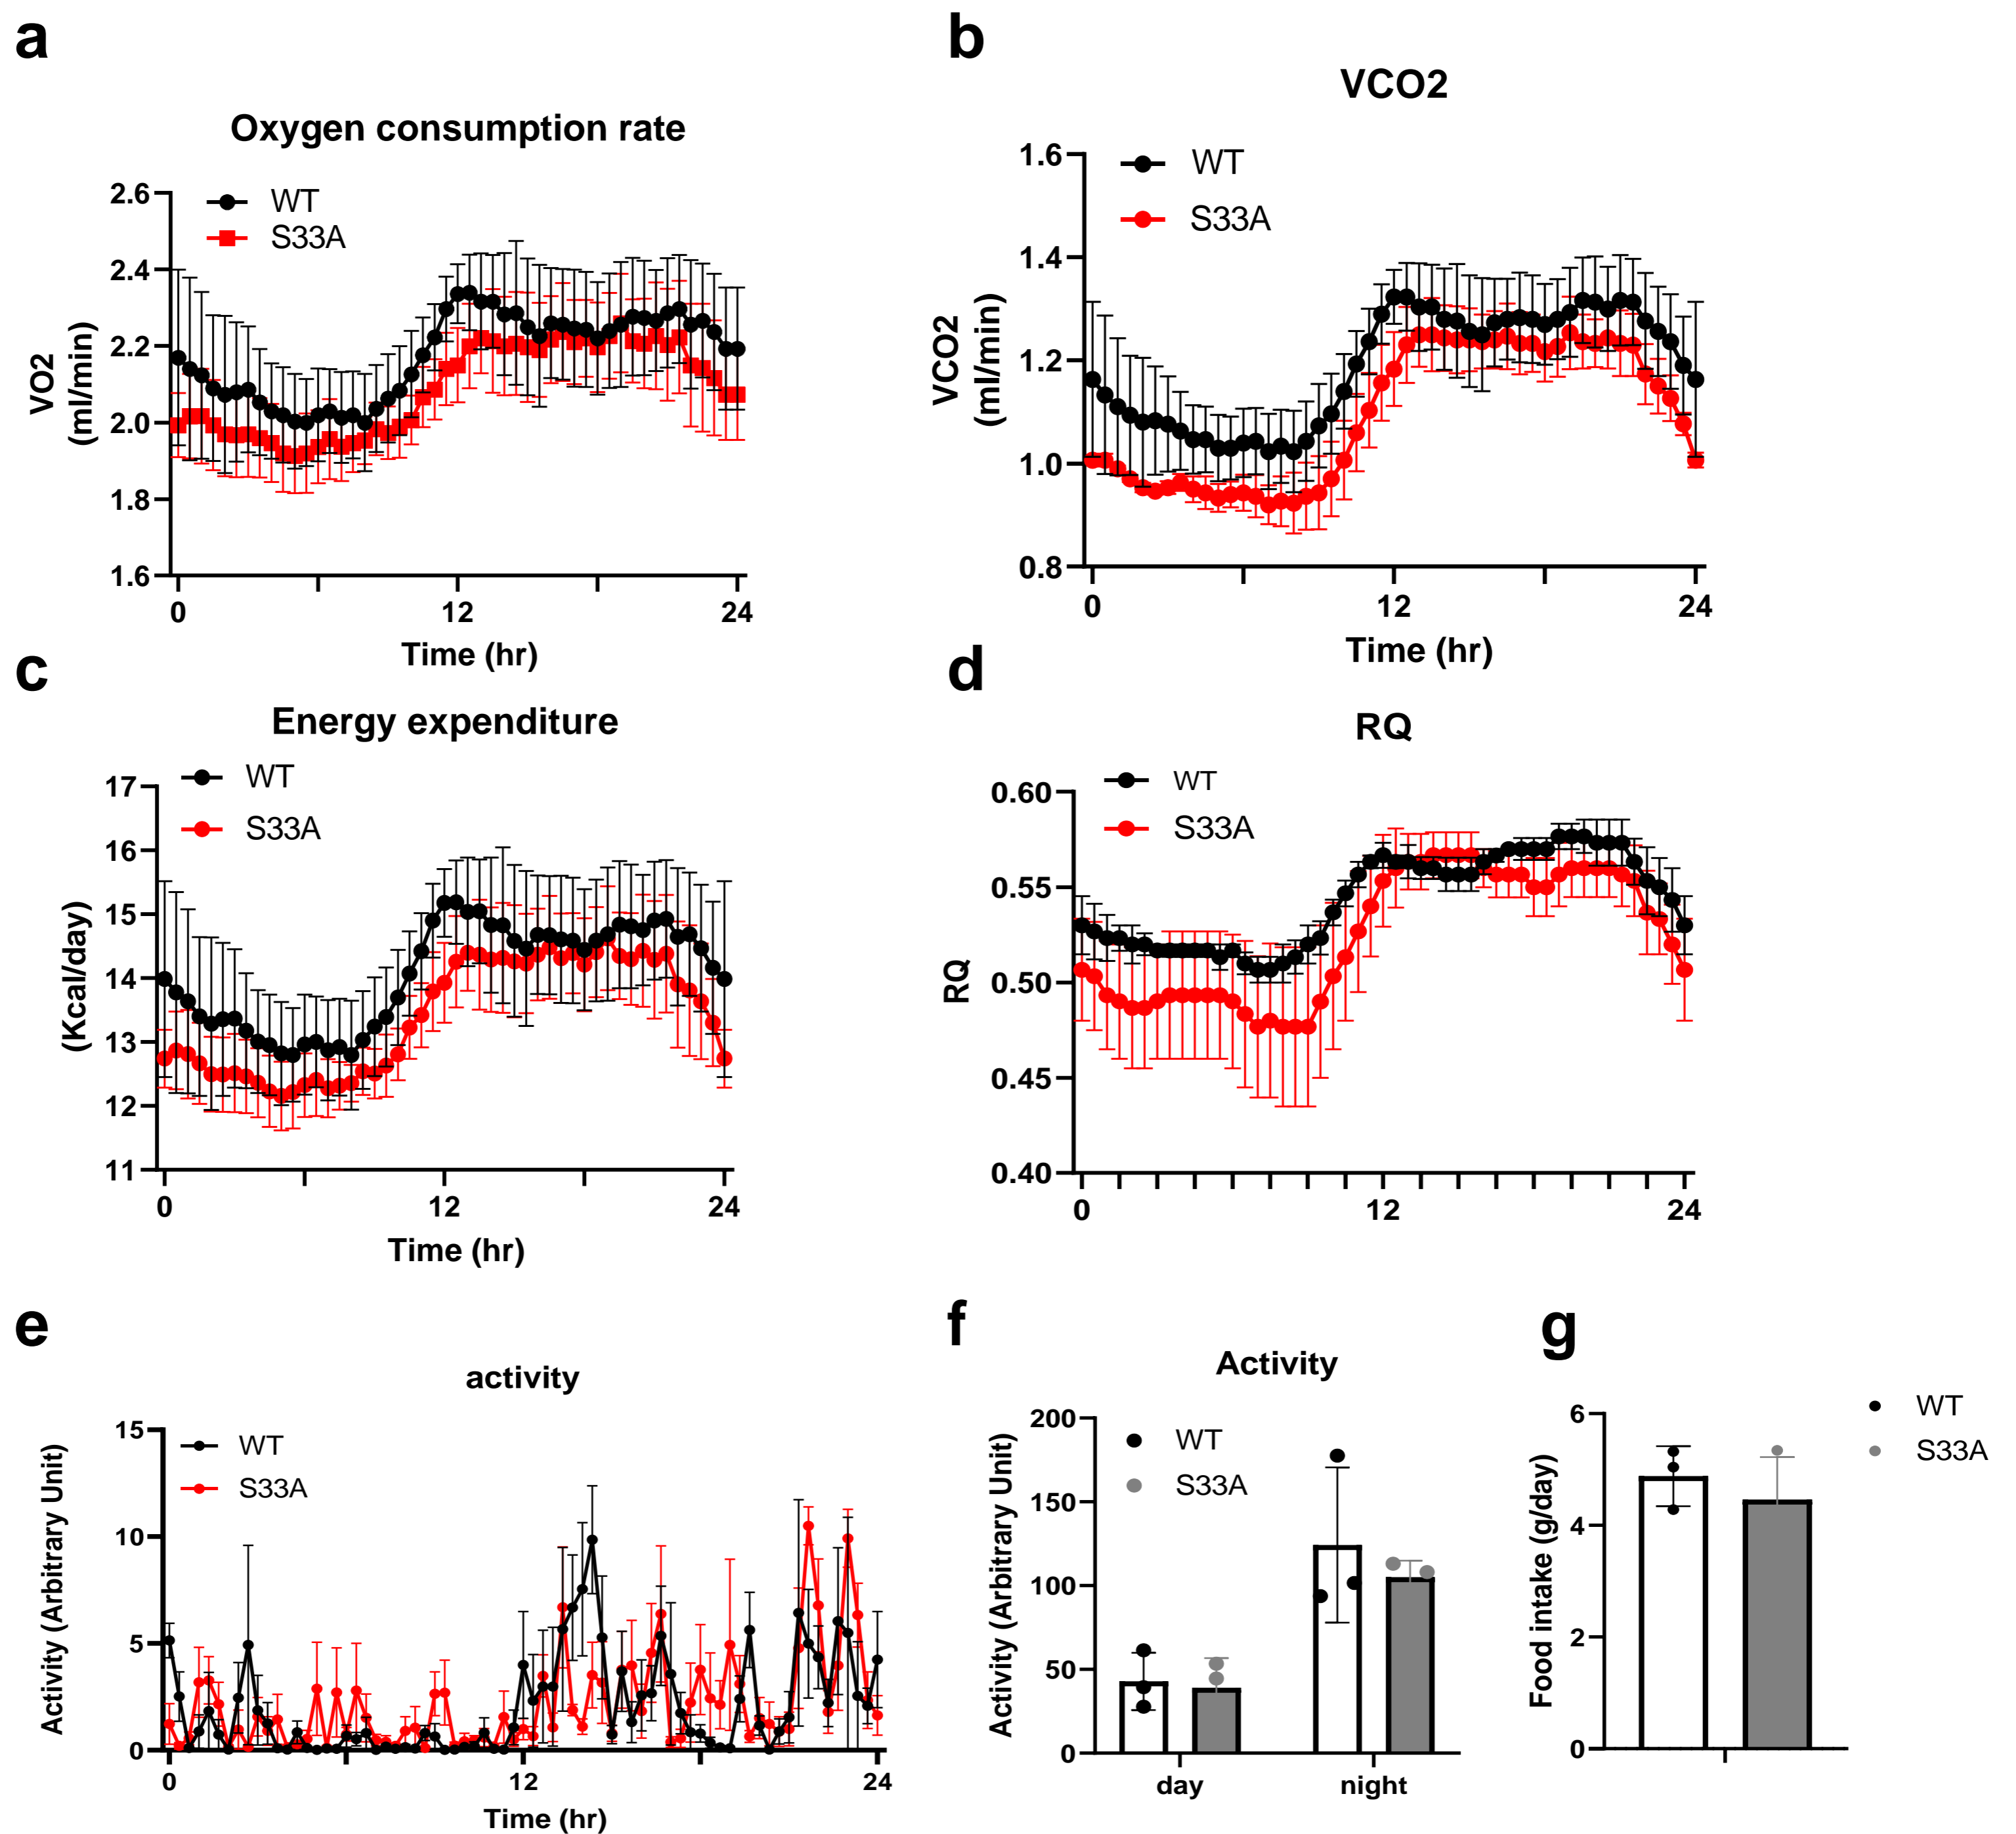 a
Oxygen consumption rate
WT
S33A
2.6
2.4
2.2
2.0
1.8
1.6
VO2
(ml/min)
0
12
24
Time (hr)
b
VCO2
WT
S33A
1.6
1.4
1.2
1.0
0.8
VCO2
(ml/min)
0
12
24
Time (hr)
c
Energy expenditure
WT
S33A
17
16
15
14
13
12
11
(Kcal/day)
0
12
24
Time (hr)
d
RQ
WT
S33A
0.60
0.55
0.50
0.45
0.40
RQ
0
12
24
e
activity
WT
S33A
15
10
5
0
Activity (Arbitrary Unit)
0
12
24
Time (hr)
f
Activity
WT
S33A
200
150
100
50
0
Activity (Arbitrary Unit)
day
night
g
WT
S33A
6
4
2
0
Food intake (g/day)